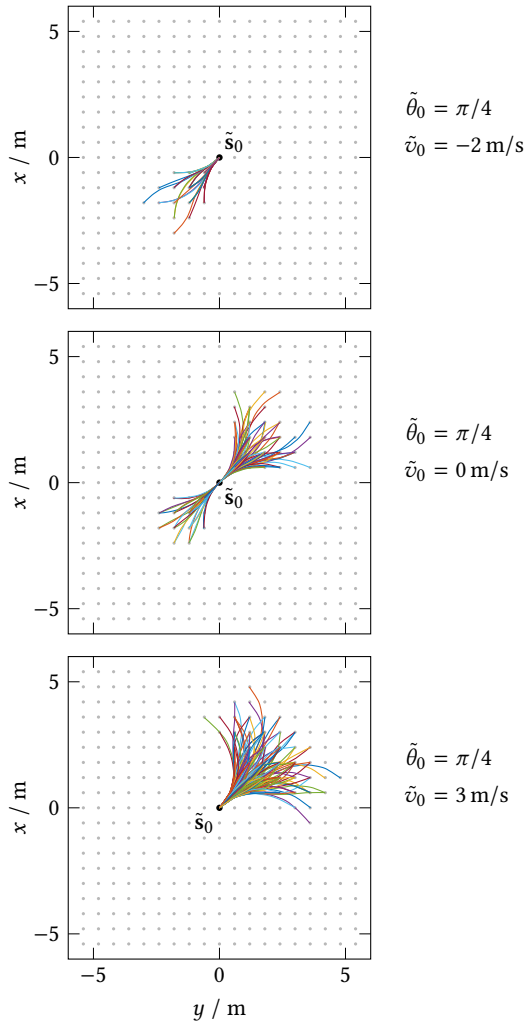 5
0
−5
x / m
s̃₀
θ̃₀ = π/4
ṽ₀ = −2 m/s
5
0
−5
x / m
s̃₀
θ̃₀ = π/4
ṽ₀ = 0 m/s
5
0
−5
x / m
s̃₀
θ̃₀ = π/4
ṽ₀ = 3 m/s
−5 0 5
y / m